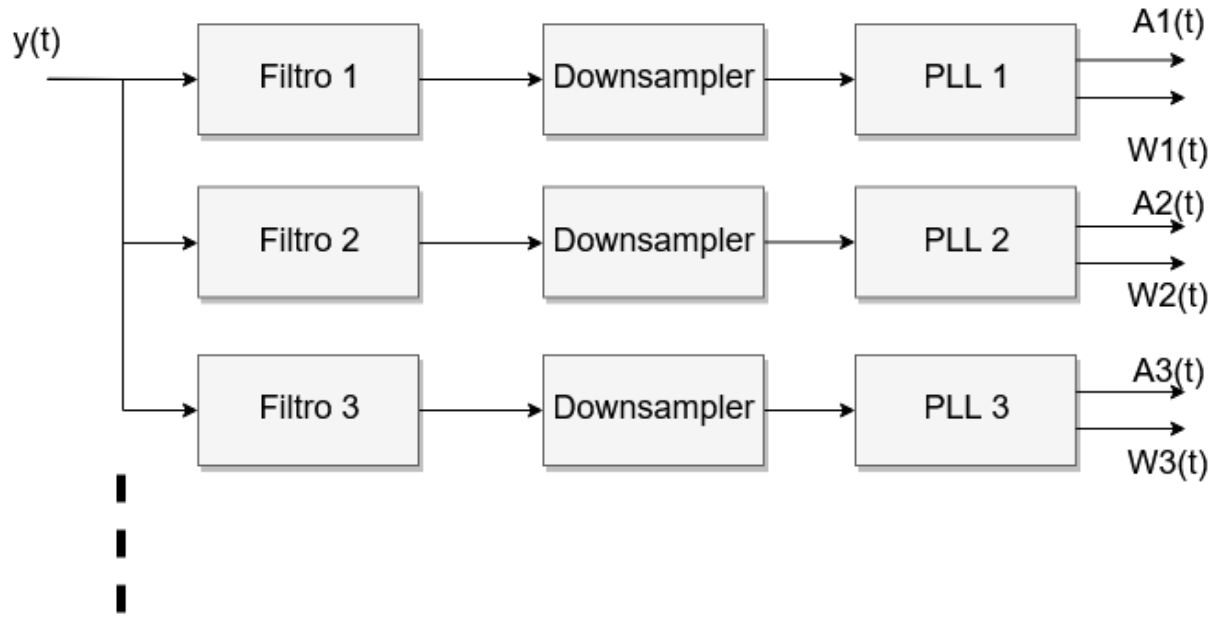 A1(t)
y(t)
Filtro 1
Downsampler
PLL 1
W1(t)
A2(t)
Filtro 2
Downsampler
PLL 2
W2(t)
A3(t)
Filtro 3
Downsampler
PLL 3
W3(t)